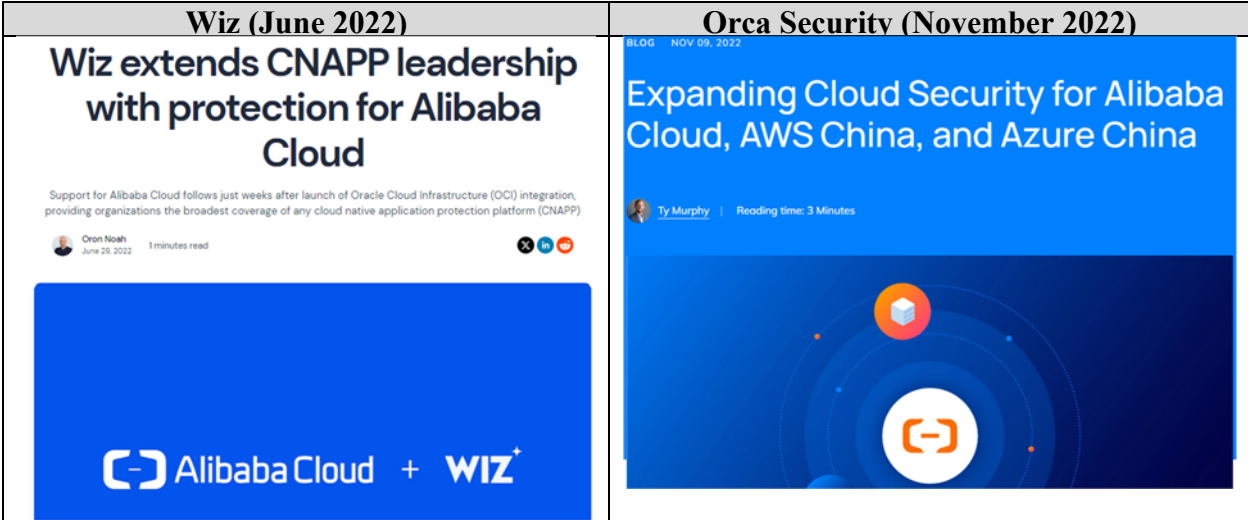 Wiz (June 2022)
Wiz extends CNAPP leadership
with protection for Alibaba
Cloud
Support for Alibaba Cloud follows just weeks after launch of Oracle Cloud Infrastructure (OCI) integration,
providing organizations the broadest coverage of any cloud native application protection platform (CNAPP)
Oron Noah
June 29, 2022
1 minutes read
Alibaba Cloud + WIZ
Orca Security (November 2022)
BLOG NOV 09, 2022
Expanding Cloud Security for Alibaba
Cloud, AWS China, and Azure China
Ty Murphy | Reading time: 3 Minutes